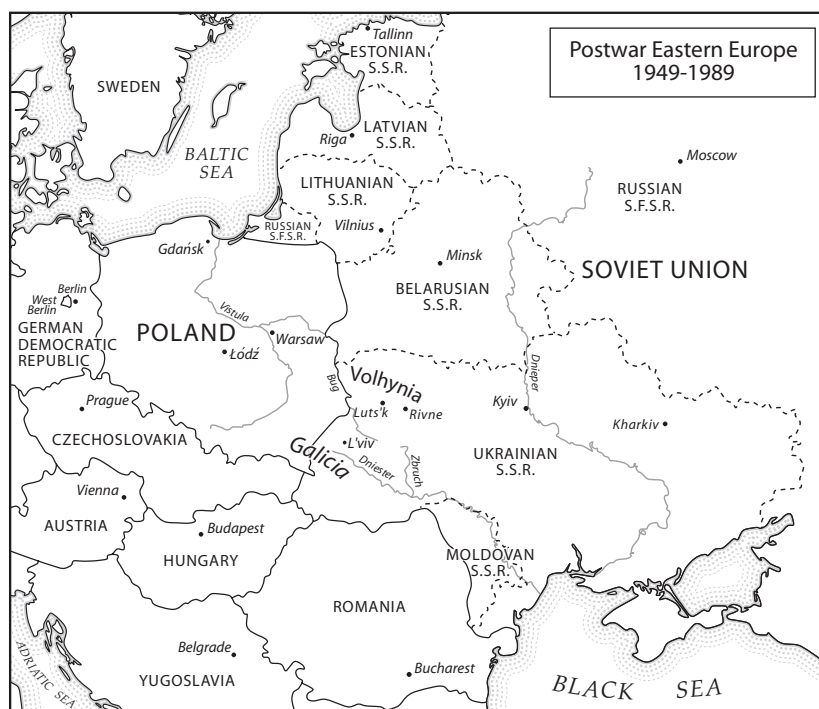 Postwar Eastern Europe
1949-1989
Tallinn
ESTONIAN
S.S.R.
SWEDEN
Riga
LATVIAN
S.S.R.
Moscow
BALTIC
SEA
LITHUANIAN
S.S.R.
RUSSIAN
S.F.S.R.
Vilnius
RUSSIAN
S.F.S.R.
Gdańsk
Minsk
SOVIET UNION
BELARUSIAN
S.S.R.
Berlin
West
Berlin
GERMAN
DEMOCRATIC
REPUBLIC
Vistula
POLAND
Warsaw
Łódź
Bug
Volhynia
Dnieper
Prague
Luts'k
Rivne
Kyiv
Kharkiv
CZECHOSLOVAKIA
L'viv
Galicia
Dniester
Zbruch
UKRAINIAN
S.S.R.
Vienna
AUSTRIA
Budapest
HUNGARY
MOLDOVAN
S.S.R.
ROMANIA
Belgrade
YUGOSLAVIA
Bucharest
ADRIATIC SEA
BLACK SEA